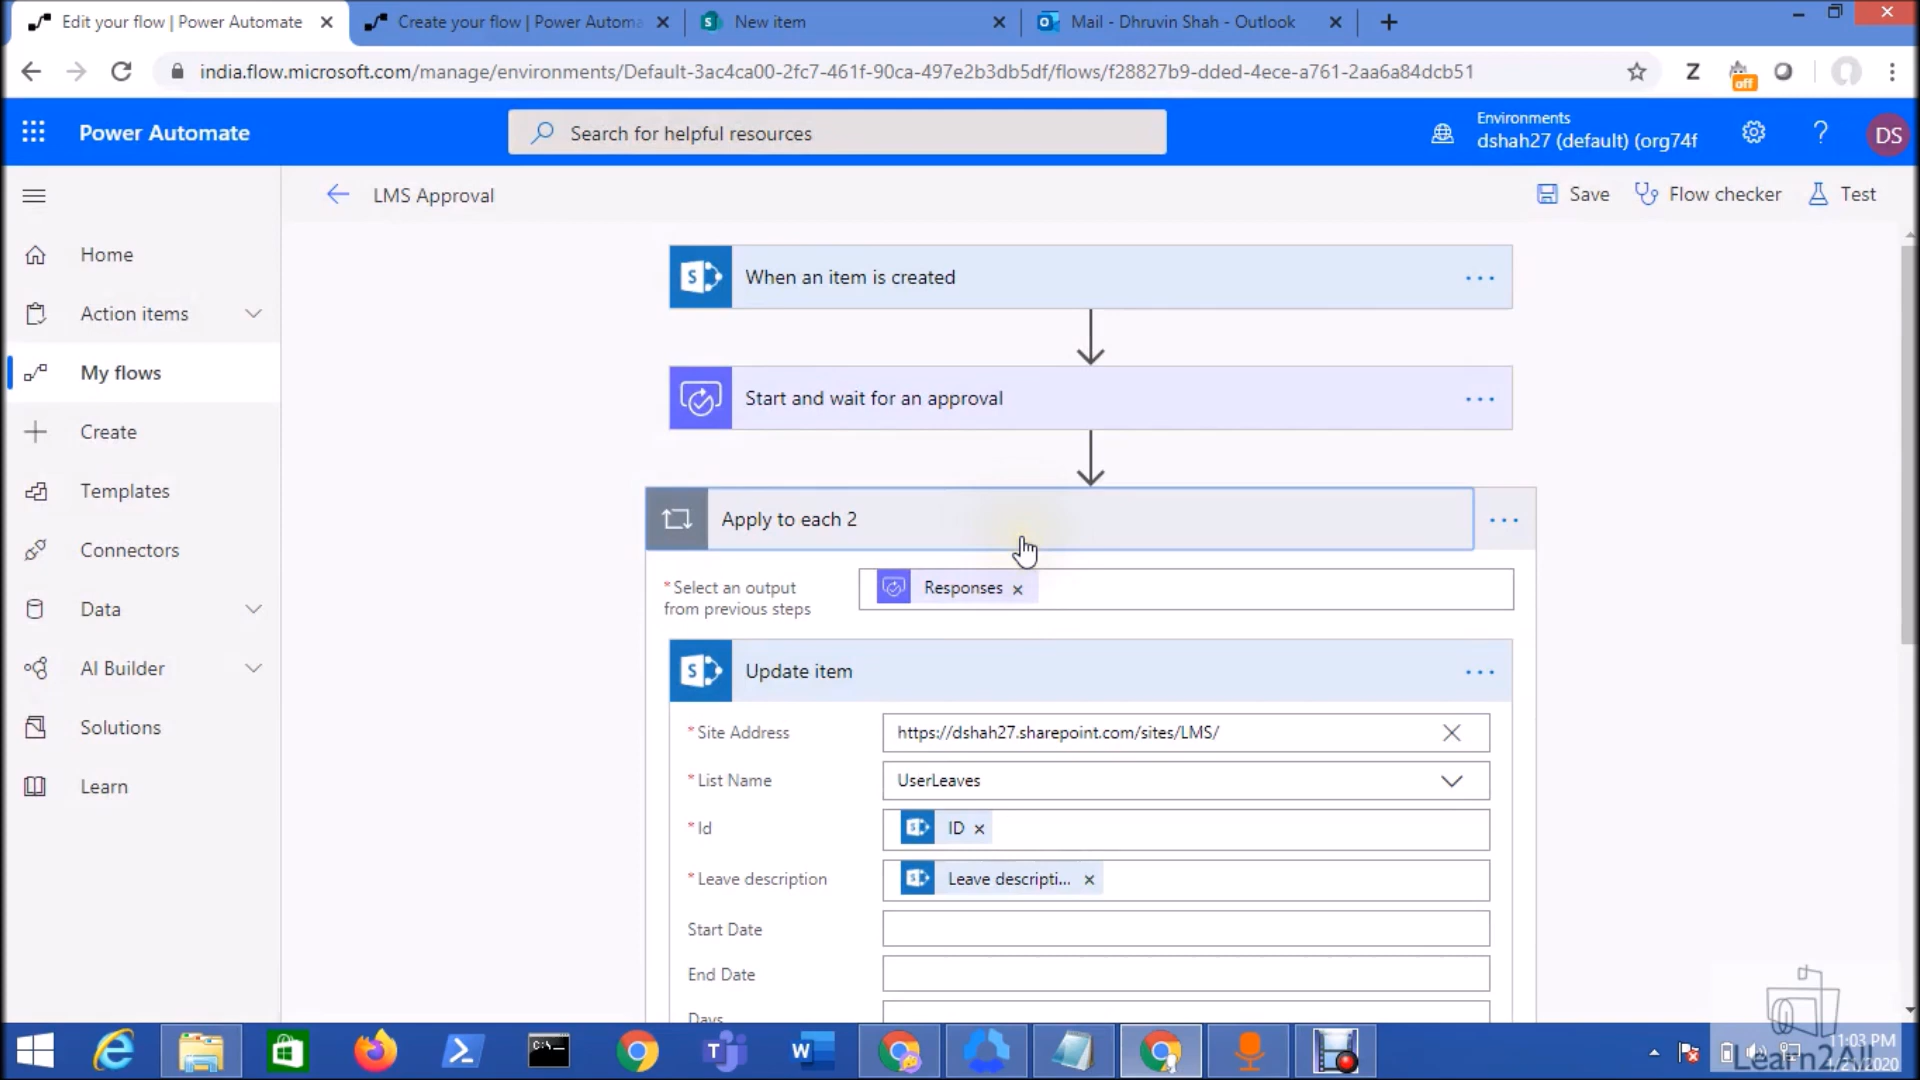 Edit your flow | Power Automate
Create your flow | Power Automa
New item
Mail - Dhruvin Shah - Outlook
india.flow.microsoft.com/manage/environments/Default-3ac4ca00-2fc7-461f-90ca-497e2b3db5df/flows/f28827b9-dded-4ece-a761-2aa6a84dcb51
Z
off
Power Automate
Search for helpful resources
Environments
dshah27 (default) (org74f
?
DS
LMS Approval
Save
Flow checker
Test
Home
Action items
My flows
Create
Templates
Connectors
Data
AI Builder
Solutions
Learn
When an item is created
Start and wait for an approval
Apply to each 2
*Select an output
from previous steps
Responses
Update item
*Site Address
https://dshah27.sharepoint.com/sites/LMS/
*List Name
UserLeaves
*Id
ID
*Leave description
Leave descripti...
Start Date
End Date
Days
11:03 PM
Learn2All